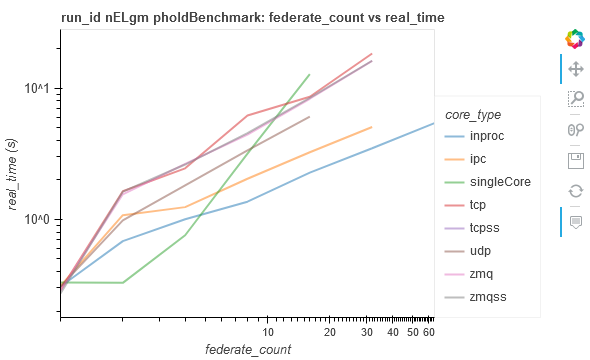 run_id nELgm pholdBenchmark: federate_count vs real_time
real_time (s)
10^1
10^0
10
20
30
40
50
60
federate_count
core_type
inproc
ipc
singleCore
tcp
tcpss
udp
zmq
zmqss